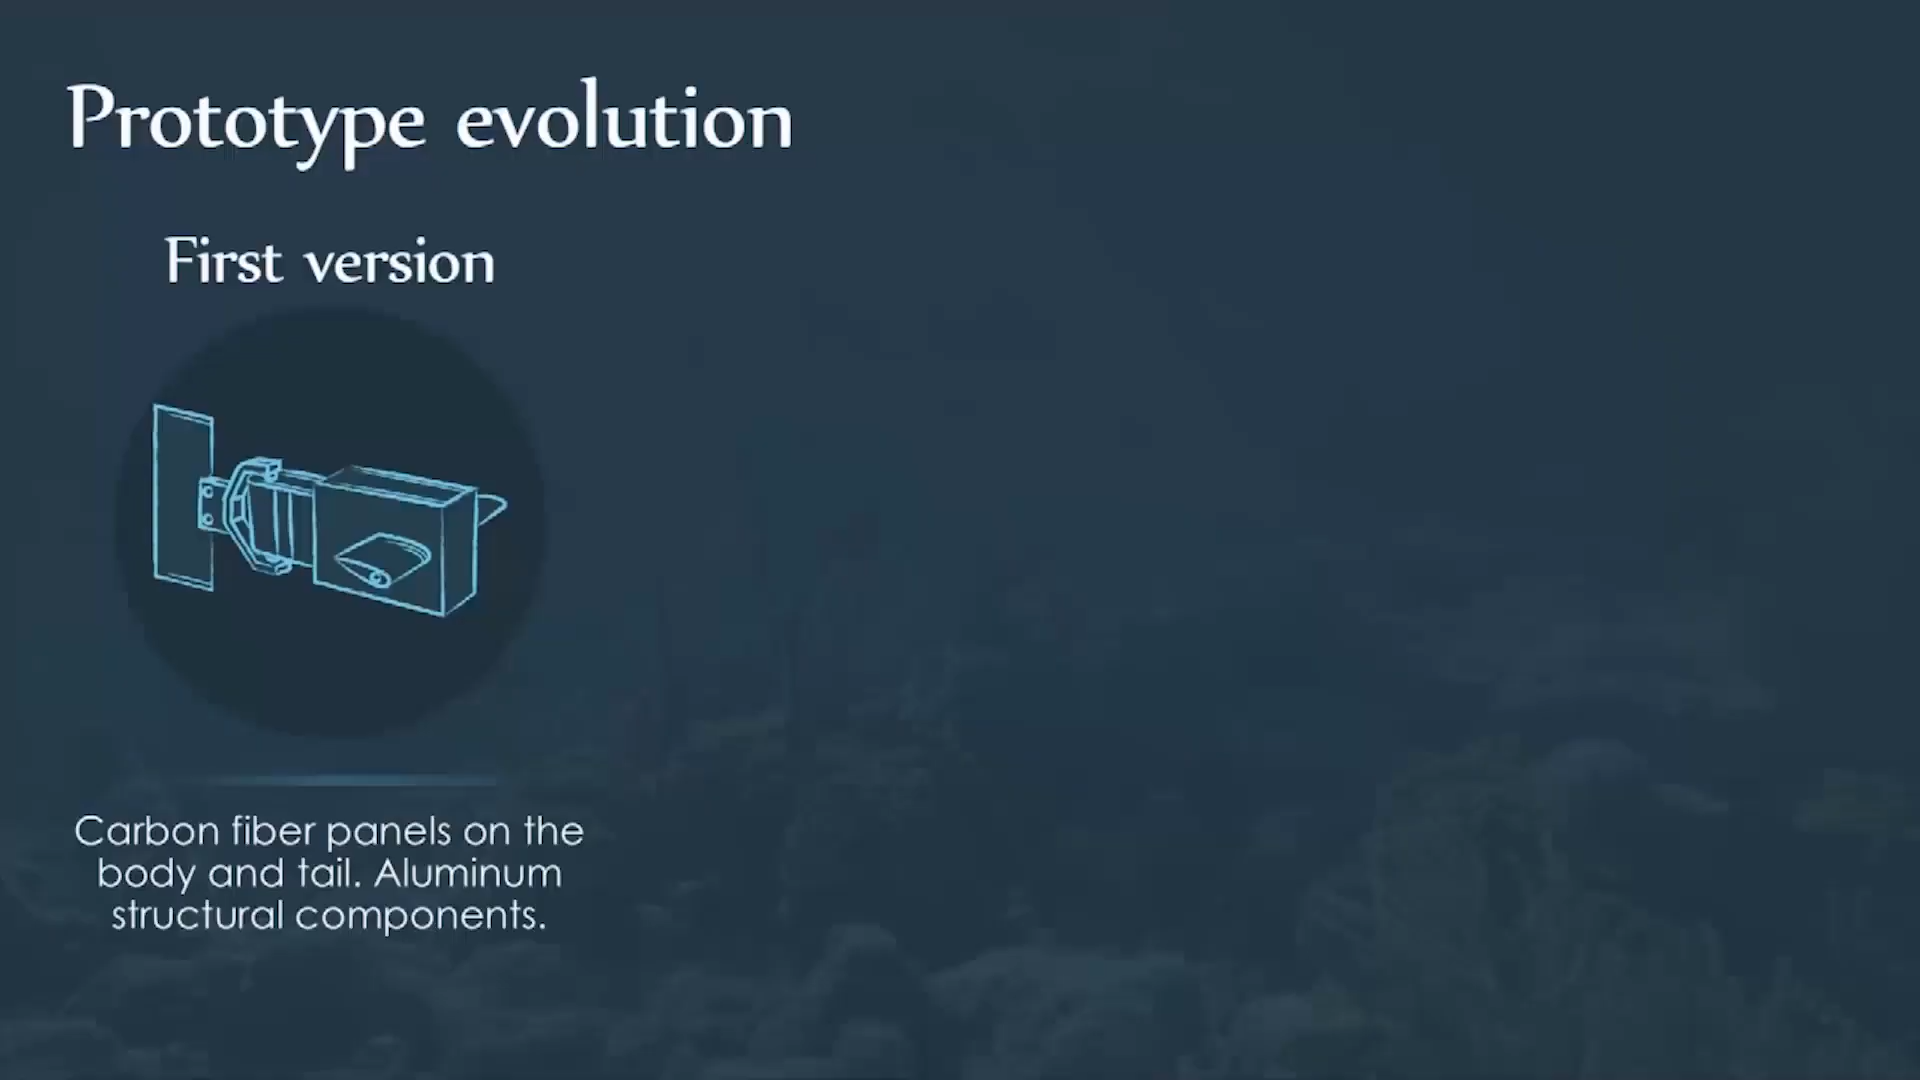 Prototype evolution
First version
Carbon fiber panels on the
body and tail. Aluminum
structural components.